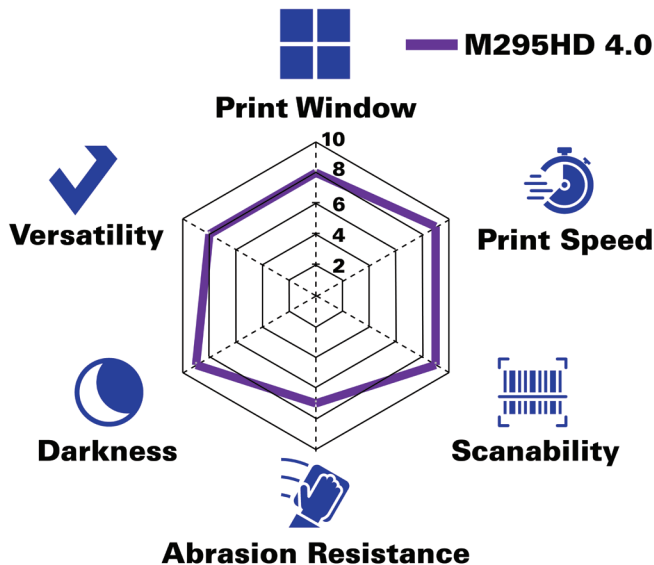 M295HD 4.0
Print Window
10
8
6
4
2
Versatility
Print Speed
Darkness
Scanability
Abrasion Resistance